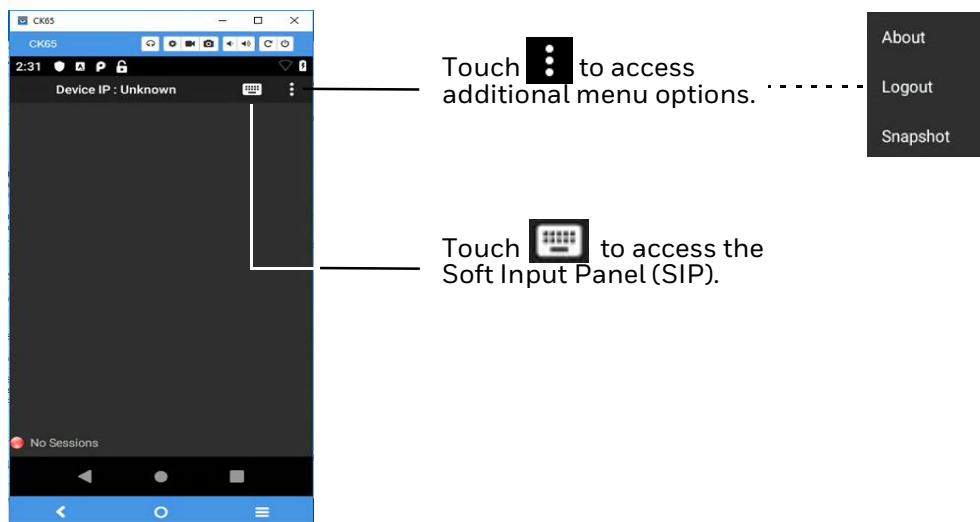 CK65
CK65
2:31
Device IP : Unknown
No Sessions
Touch to access
additional menu options.
Touch to access the
Soft Input Panel (SIP).
About
Logout
Snapshot